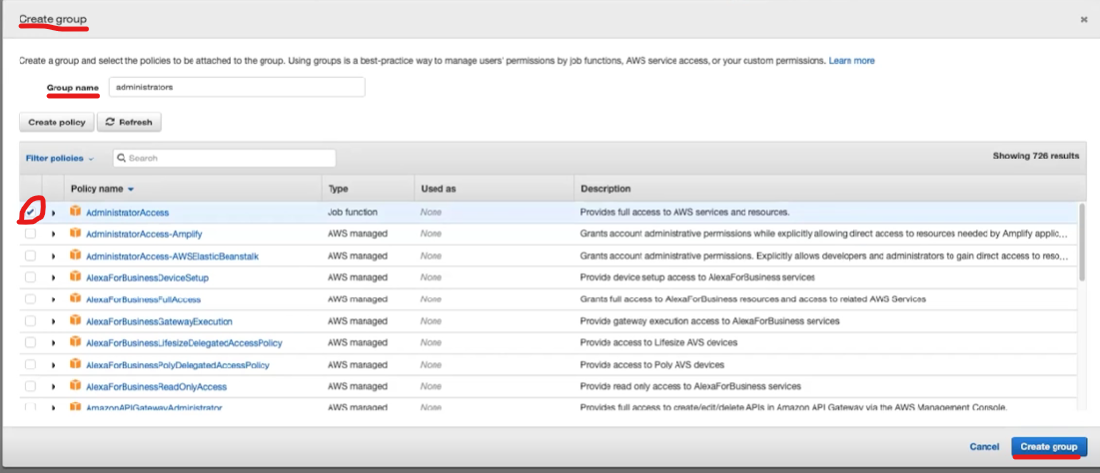 Create group
Create a group and select the policies to be attached to the group. Using groups is a best-practice way to manage users' permissions by job functions, AWS service access, or your custom permissions. Learn more
Group name administrators
Create policy Refresh
Filter policies Search Showing 726 results
Policy name Type Used as Description
AdministratorAccess Job function None Provides full access to AWS services and resources.
AdministratorAccess-Amplify AWS managed None Grants account administrative permissions while explicitly allowing direct access to resources needed by Amplify applic...
AdministratorAccess-AWSElasticBeanstalk AWS managed None Grants account administrative permissions. Explicitly allows developers and administrators to gain direct access to reso...
AlexaForBusinessDeviceSetup AWS managed None Provide device setup access to AlexaForBusiness services
AlexaForBusinessFullAccess AWS managed None Grants full access to AlexaForBusiness resources and access to related AWS Services
AlexaForBusinessGatewayExecution AWS managed None Provide gateway execution access to AlexaForBusiness services
AlexaForBusinessLifesizeDelegatedAccessPolicy AWS managed None Provide access to Lifesize AVS devices
AlexaForBusinessPolyDelegatedAccessPolicy AWS managed None Provide access to Poly AVS devices
AlexaForBusinessReadOnlyAccess AWS managed None Provide read only access to AlexaForBusiness services
AmazonAPIGatewayAdministrator AWS managed None Provides full access to create/edit/delete APIs in Amazon API Gateway via the AWS Management Console.
Cancel Create group